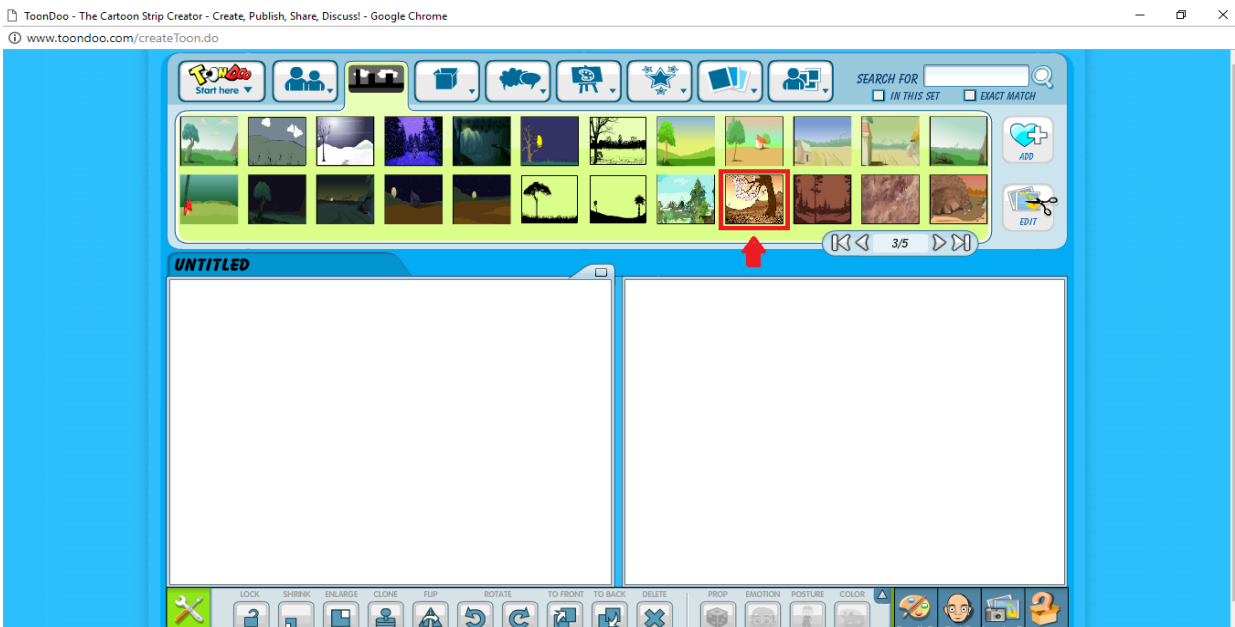 ToonDoo - The Cartoon Strip Creator - Create, Publish, Share, Discuss! - Google Chrome
www.toondoo.com/createToon.do
TOONDOO
Start here
SEARCH FOR
IN THIS SET EXACT MATCH
ADD
EDIT
3/5
UNTITLED
LOCK SHRINK ENLARGE CLONE FLIP ROTATE TO FRONT TO BACK DELETE PROP EMOTION POSTURE COLOR